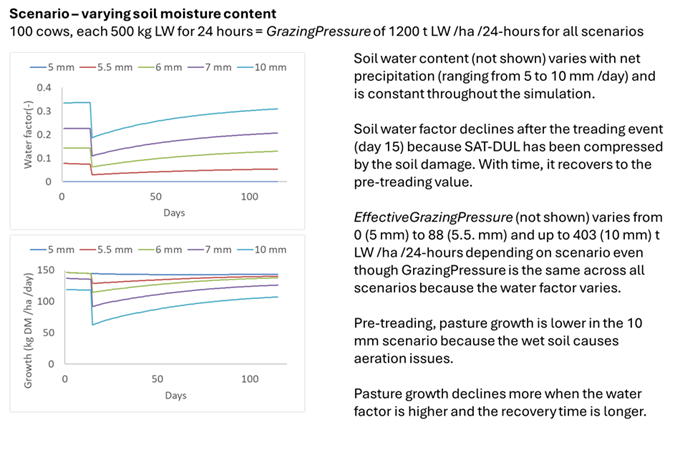 Scenario – varying soil moisture content
100 cows, each 500 kg LW for 24 hours = GrazingPressure of 1200 t LW /ha /24-hours for all scenarios
5 mm 5.5 mm 6 mm 7 mm 10 mm
Water factor(-)
0.4
0.3
0.2
0.1
0
0 50 100
Days
5 mm 5.5 mm 6 mm 7 mm 10 mm
Growth (kg DM /ha /day)
150
100
50
0
0 50 100
Days
Soil water content (not shown) varies with net
precipitation (ranging from 5 to 10 mm /day) and
is constant throughout the simulation.
Soil water factor declines after the treading event
(day 15) because SAT-DUL has been compressed
by the soil damage. With time, it recovers to the
pre-treading value.
EffectiveGrazingPressure (not shown) varies from
0 (5 mm) to 88 (5.5. mm) and up to 403 (10 mm) t
LW /ha /24-hours depending on scenario even
though GrazingPressure is the same across all
scenarios because the water factor varies.
Pre-treading, pasture growth is lower in the 10
mm scenario because the wet soil causes
aeration issues.
Pasture growth declines more when the water
factor is higher and the recovery time is longer.